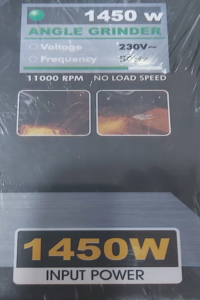 1450 w
ANGLE GRINDER
Voltage 230V~
Frequency
11000 RPM NO LOAD SPEED
1450W
INPUT POWER